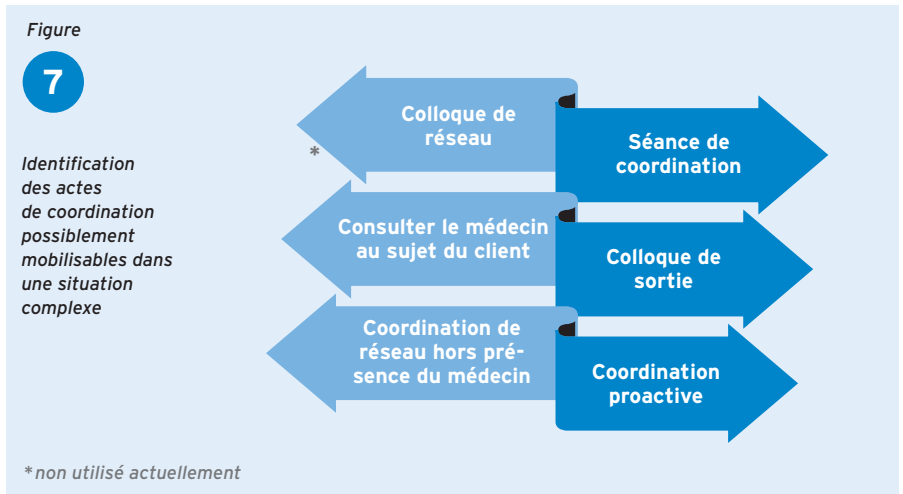 Figure
7
Identification
des actes
de coordination
possiblement
mobilisables dans
une situation
complexe
Colloque de
réseau
*
Séance de
coordination
Consulter le médecin
au sujet du client
Colloque de
sortie
Coordination de
réseau hors pré-
sence du médecin
Coordination
proactive
* non utilisé actuellement